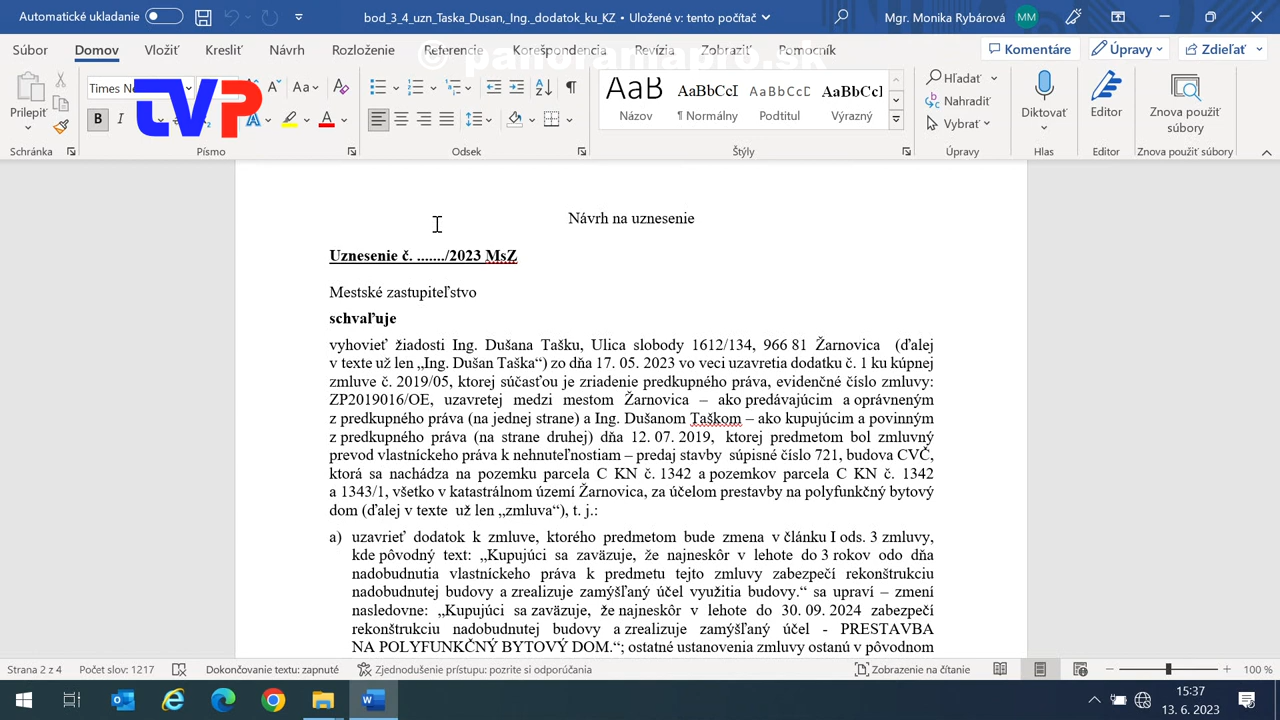 Automatické ukladanie
bod_3_4_uzn_Taska_Dusan,_Ing._dodatok_ku_KZ • Uložené v: tento počítač
Mgr. Monika Rybárová
MM
Súbor Domov Vložiť Kresliť Návrh Rozloženie Referencie Korešpondencia Revízia Zobraziť Pomocník
Komentáre Úpravy Zdieľať
© panoramapro.sk
TVP
Prilepiť
Schránka
Times Ne
B I
Písmo
Odsek
AaB AaBbCcI AaBbCcD AaBbCcI
Názov ¶ Normálny Podtitul Výrazný
Štýly
Hľadať
Nahradiť
Vybrať
Úpravy
Diktovať
Hlas
Editor
Editor
Znova použiť súbory
Znova použiť súbory
Návrh na uznesenie
Uznesenie č. ......./2023 MsZ
Mestské zastupiteľstvo
schvaľuje
vyhovieť žiadosti Ing. Dušana Tašku, Ulica slobody 1612/134, 966 81 Žarnovica (ďalej
v texte už len „Ing. Dušan Taška“) zo dňa 17. 05. 2023 vo veci uzavretia dodatku č. 1 ku kúpnej
zmluve č. 2019/05, ktorej súčasťou je zriadenie predkupného práva, evidenčné číslo zmluvy:
ZP2019016/OE, uzavretej medzi mestom Žarnovica – ako predávajúcim a oprávneným
z predkupného práva (na jednej strane) a Ing. Dušanom Taškom – ako kupujúcim a povinným
z predkupného práva (na strane druhej) dňa 12. 07. 2019, ktorej predmetom bol zmluvný
prevod vlastníckeho práva k nehnuteľnostiam – predaj stavby súpisné číslo 721, budova CVČ,
ktorá sa nachádza na pozemku parcela C KN č. 1342 a pozemkov parcela C KN č. 1342
a 1343/1, všetko v katastrálnom území Žarnovica, za účelom prestavby na polyfunkčný bytový
dom (ďalej v texte už len „zmluva“), t. j.:
a) uzavrieť dodatok k zmluve, ktorého predmetom bude zmena v článku I ods. 3 zmluvy,
kde pôvodný text: „Kupujúci sa zaväzuje, že najneskôr v lehote do 3 rokov odo dňa
nadobudnutia vlastníckeho práva k predmetu tejto zmluvy zabezpečí rekonštrukciu
nadobudnutej budovy a zrealizuje zamýšľaný účel využitia budovy.“ sa upraví – zmení
nasledovne: „Kupujúci sa zaväzuje, že najneskôr v lehote do 30. 09. 2024 zabezpečí
rekonštrukciu nadobudnutej budovy a zrealizuje zamýšľaný účel - PRESTAVBA
NA POLYFUNKČNÝ BYTOVÝ DOM.“; ostatné ustanovenia zmluvy ostanú v pôvodnom
Strana 2 z 4 Počet slov: 1217 Dokončovanie textu: zapnuté Zjednodušenie prístupu: pozrite si odporúčania Zobrazenie na čítanie 100 %
15:37
13. 6. 2023